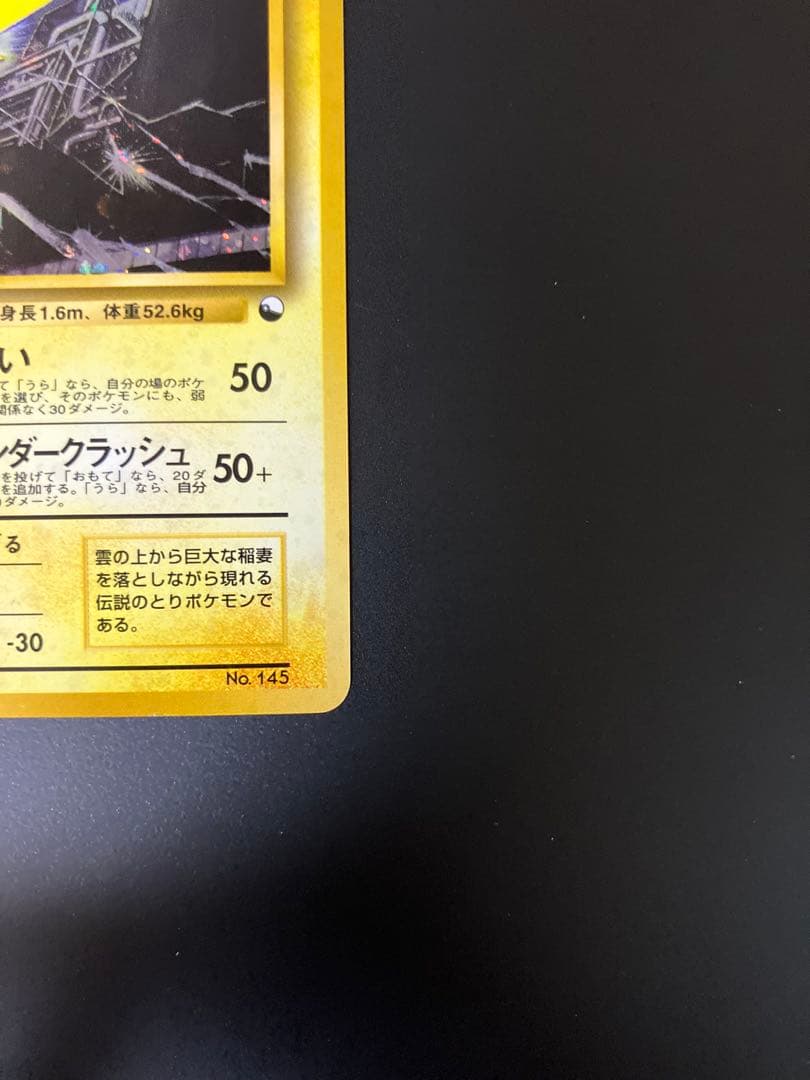 身長1.6m、体重52.6kg
い 50
て「うら」なら、自分の場のポケ
を選び、そのポケモンにも、弱
関係なく30ダメージ。
ンダークラッシュ 50+
を投げて「おもて」なら、20ダ
を追加する。「うら」なら、自分
ダメージ。
げる
雲の上から巨大な稲妻
を落としながら現れる
伝説のとりポケモンで
ある。
-30
No. 145